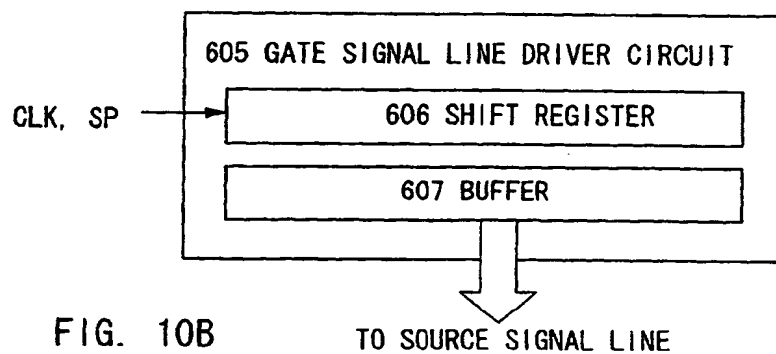 605 GATE SIGNAL LINE DRIVER CIRCUIT
CLK, SP
606 SHIFT REGISTER
607 BUFFER
FIG. 10B
TO SOURCE SIGNAL LINE